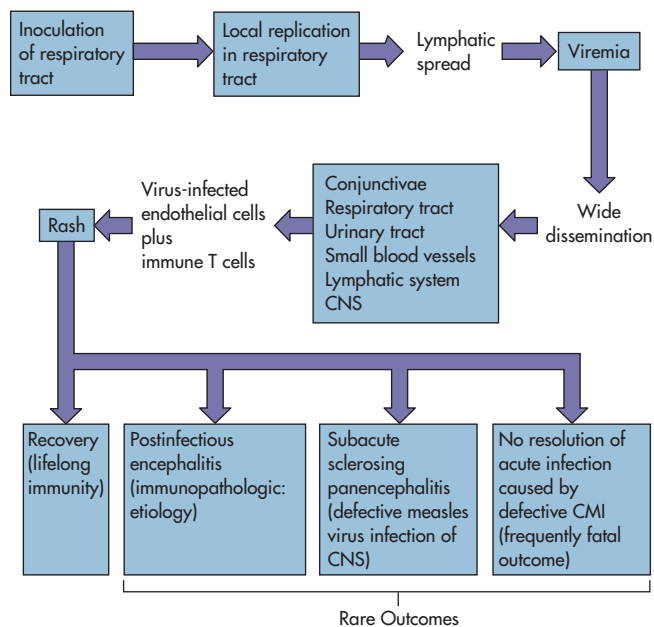 Inoculation
of respiratory
tract
Local replication
in respiratory
tract
Lymphatic
spread
Viremia
Wide
dissemination
Conjunctivae
Respiratory tract
Urinary tract
Small blood vessels
Lymphatic system
CNS
Virus-infected
endothelial cells
plus
immune T cells
Rash
Recovery
(lifelong
immunity)
Postinfectious
encephalitis
(immunopathologic:
etiology)
Subacute
sclerosing
panencephalitis
(defective measles
virus infection of
CNS)
No resolution of
acute infection
caused by
defective CMI
(frequently fatal
outcome)
Rare Outcomes